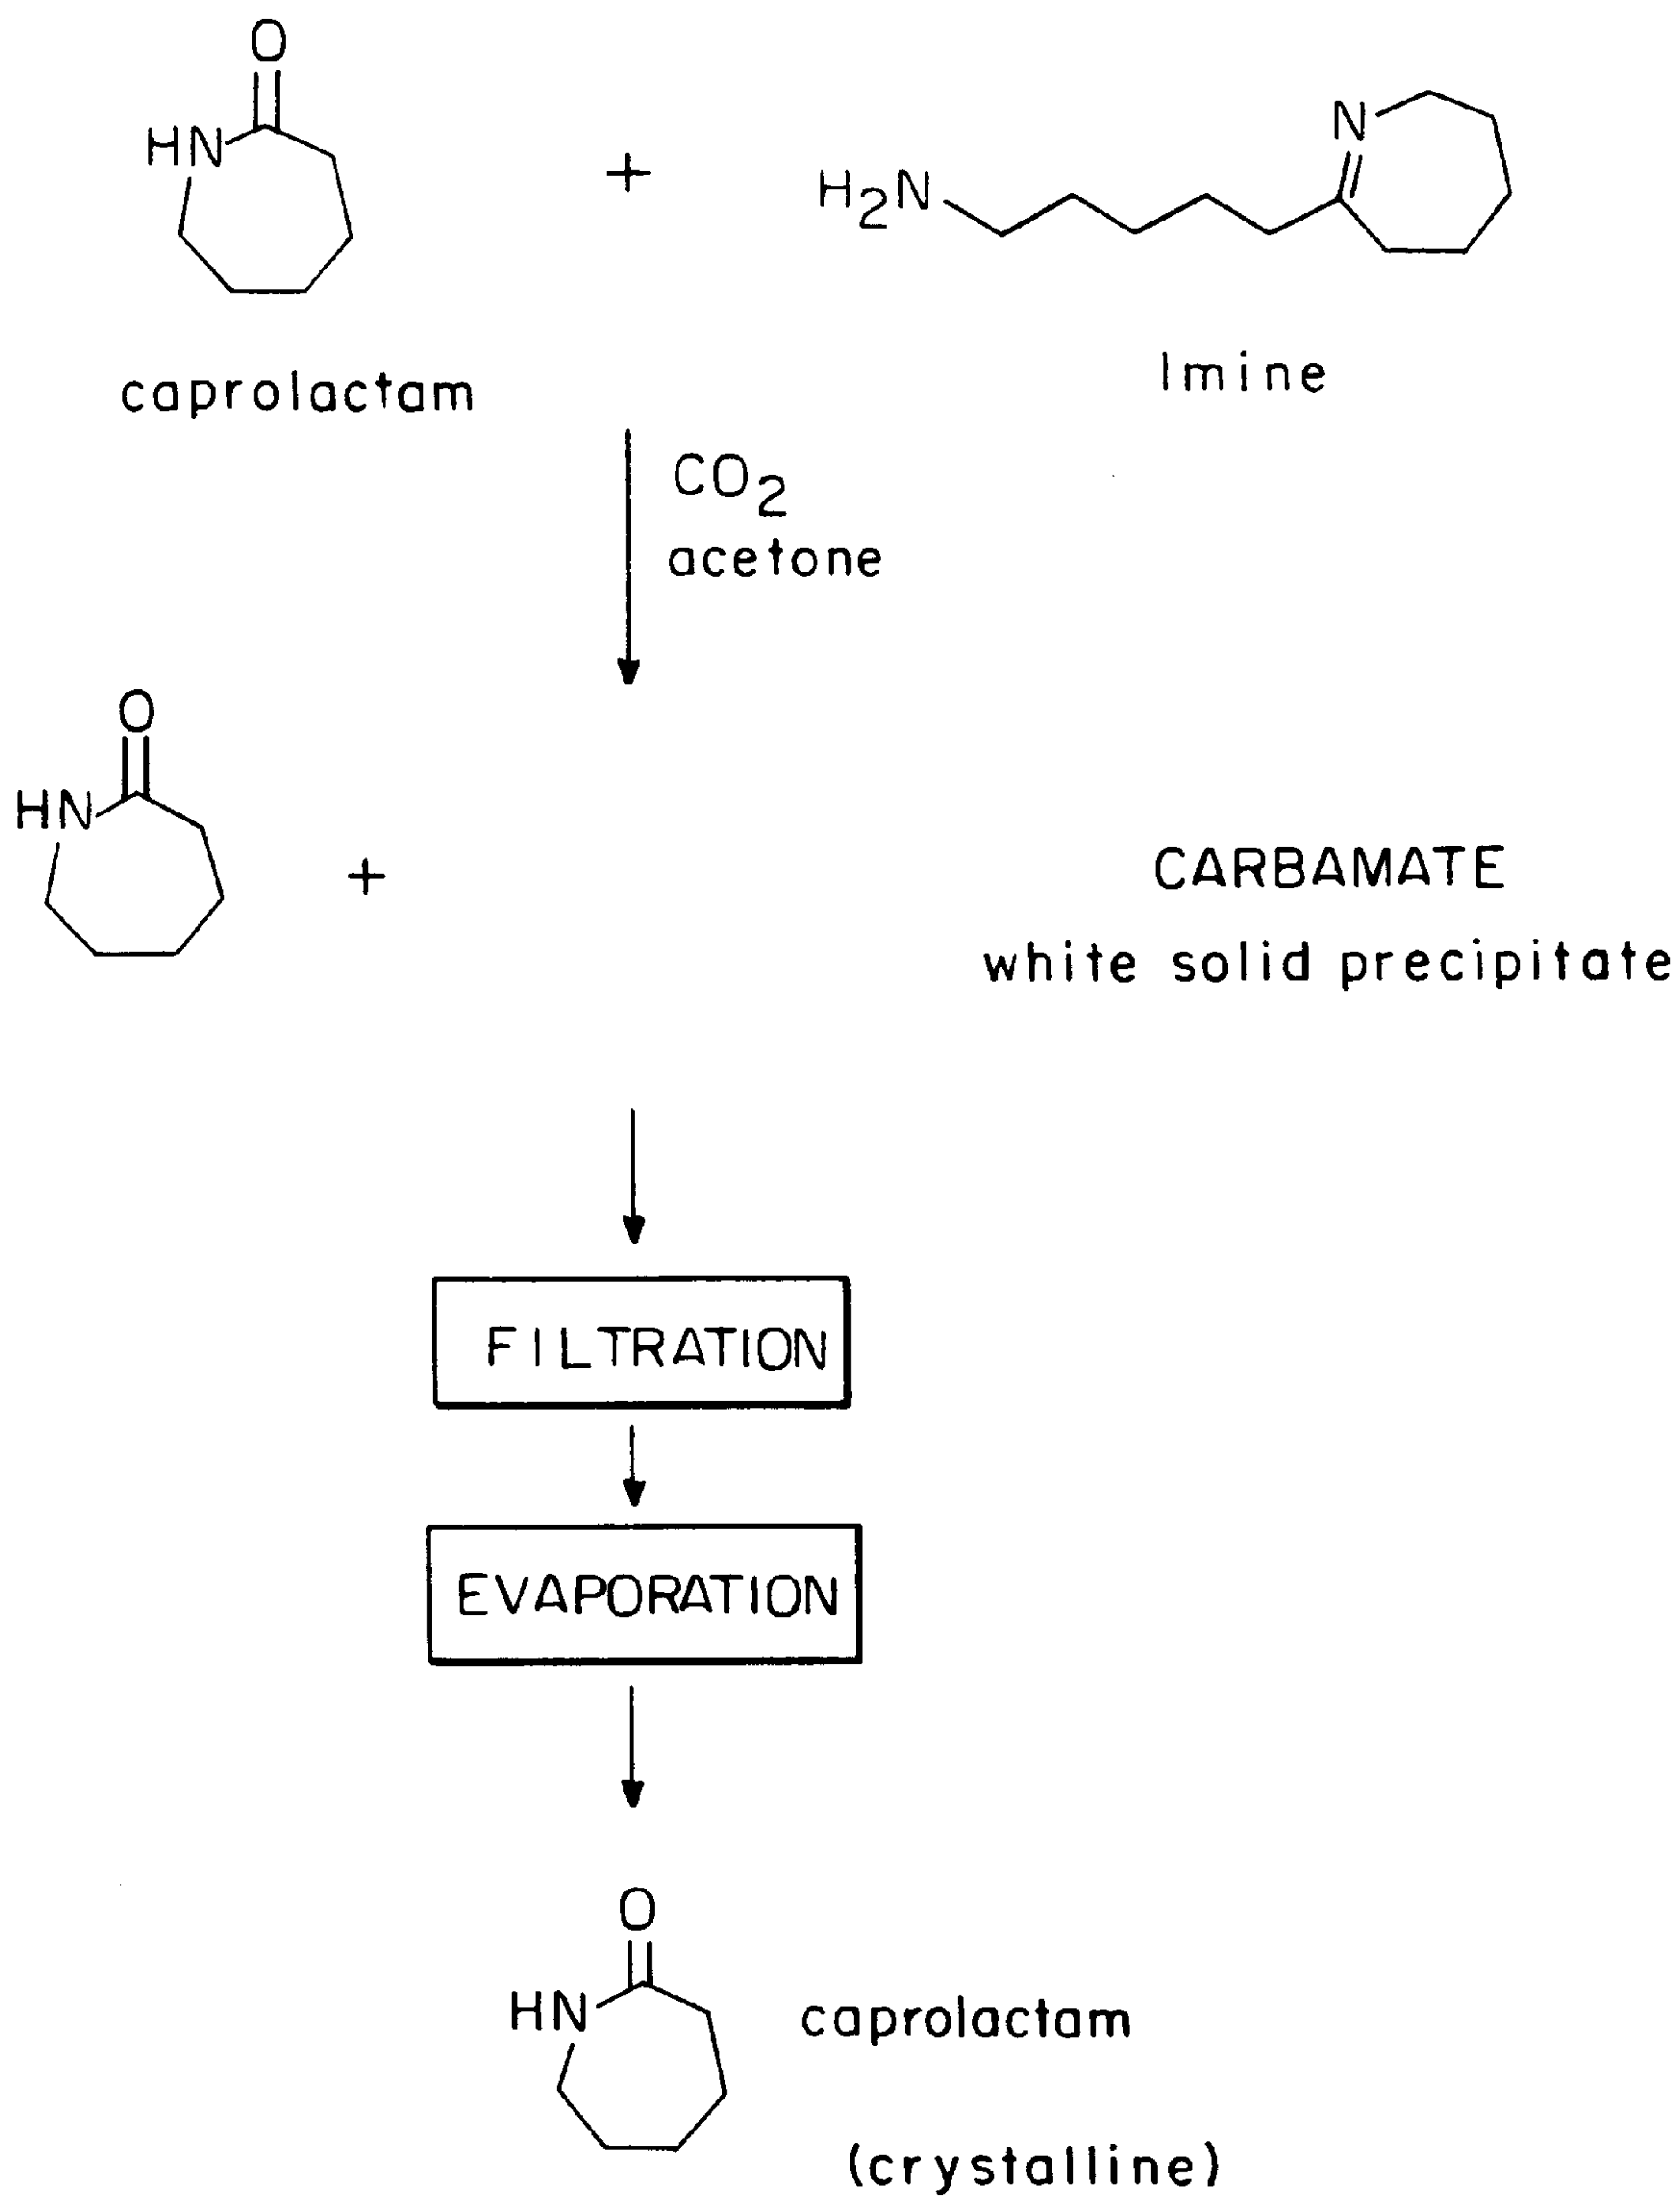 O
HN
+
H2N
N
caprolactam
Imine
CO2
acetone
O
HN
+
CARBAMATE
white solid precipitate
FILTRATION
EVAPORATION
O
HN
caprolactam
(crystalline)